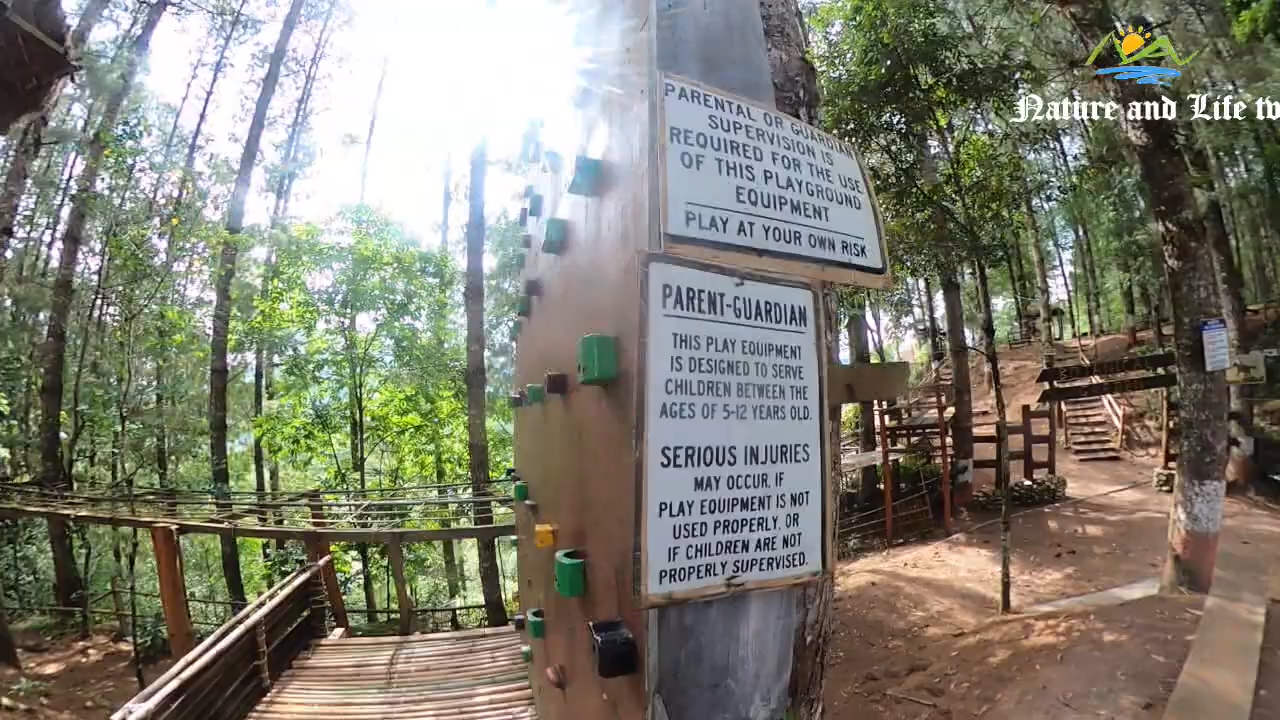 Nature and Life tv
PARENTAL OR GUARDIAN
SUPERVISION IS
REQUIRED FOR THE USE
OF THIS PLAYGROUND
EQUIPMENT
PLAY AT YOUR OWN RISK
PARENT-GUARDIAN
THIS PLAY EQUIPMENT
IS DESIGNED TO SERVE
CHILDREN BETWEEN THE
AGES OF 5-12 YEARS OLD.
SERIOUS INJURIES
MAY OCCUR, IF
PLAY EQUIPMENT IS NOT
USED PROPERLY, OR
IF CHILDREN ARE NOT
PROPERLY SUPERVISED.